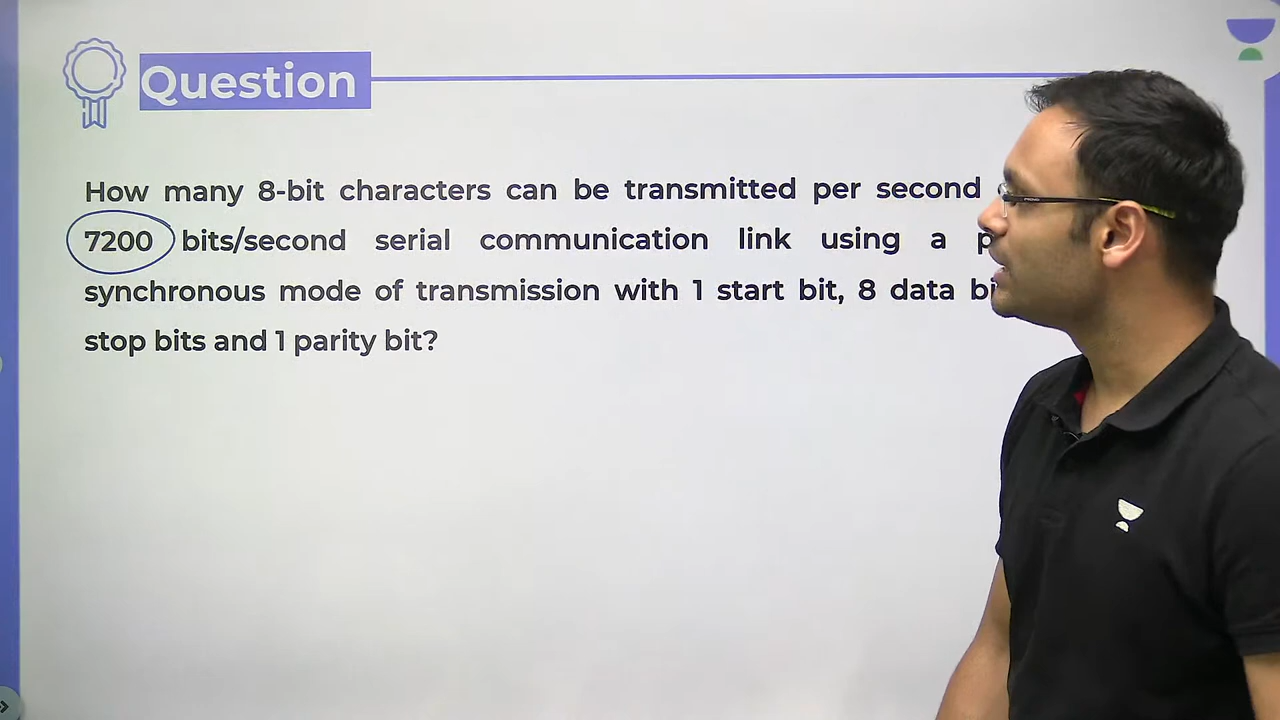 Question
How many 8-bit characters can be transmitted per second
7200 bits/second serial communication link using a
synchronous mode of transmission with 1 start bit, 8 data
stop bits and 1 parity bit?